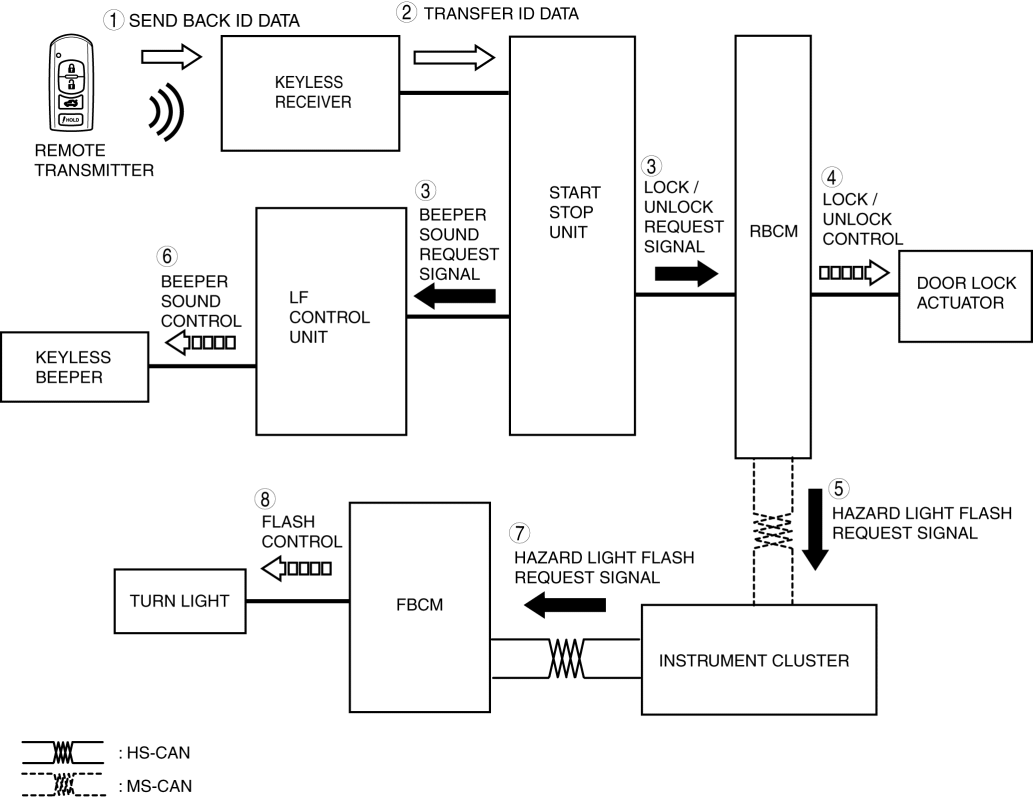 ① SEND BACK ID DATA
② TRANSFER ID DATA
HOLD
REMOTE
TRANSMITTER
KEYLESS
RECEIVER
START
STOP
UNIT
③
LOCK /
UNLOCK
REQUEST
SIGNAL
RBCM
④
LOCK /
UNLOCK
CONTROL
DOOR LOCK
ACTUATOR
③
BEEPER
SOUND
REQUEST
SIGNAL
LF
CONTROL
UNIT
⑥
BEEPER
SOUND
CONTROL
KEYLESS
BEEPER
⑤
HAZARD LIGHT FLASH
REQUEST SIGNAL
INSTRUMENT CLUSTER
⑦
HAZARD LIGHT FLASH
REQUEST SIGNAL
FBCM
⑧
FLASH
CONTROL
TURN LIGHT
: HS-CAN
: MS-CAN